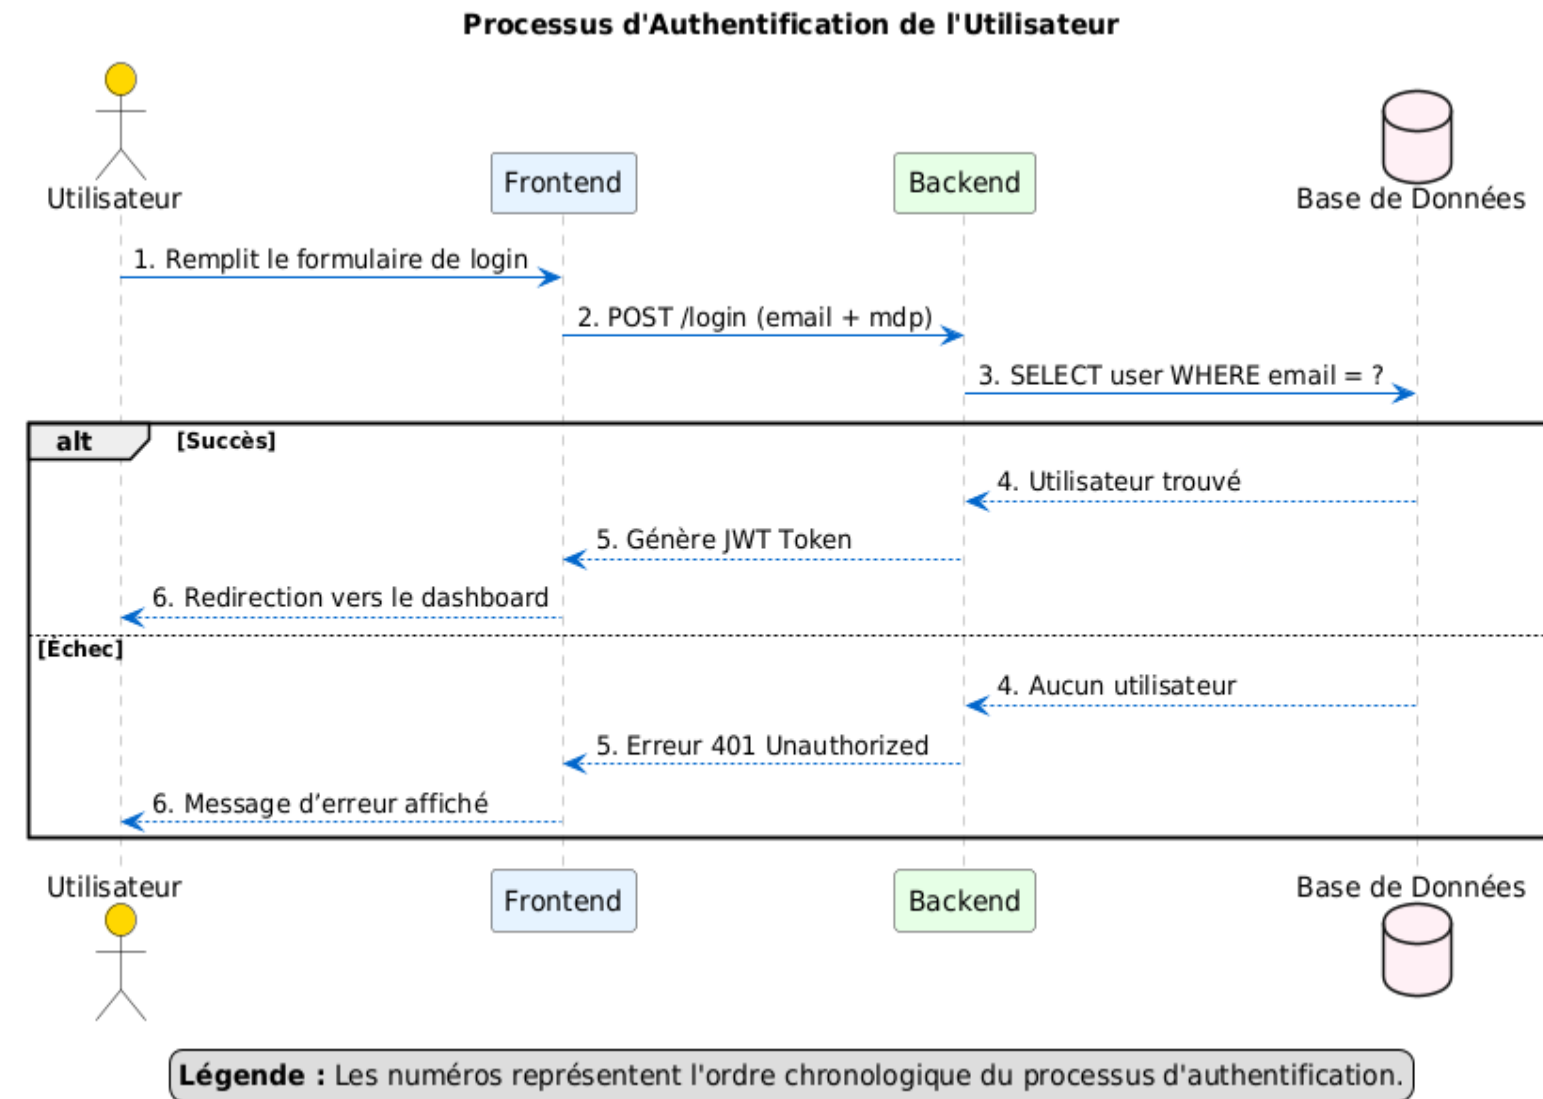 Processus d'Authentification de l'Utilisateur
Utilisateur
Frontend
Backend
Base de Données
1. Remplit le formulaire de login
2. POST /login (email + mdp)
3. SELECT user WHERE email = ?
alt [Succès]
4. Utilisateur trouvé
5. Génère JWT Token
6. Redirection vers le dashboard
[Échec]
4. Aucun utilisateur
5. Erreur 401 Unauthorized
6. Message d’erreur affiché
Utilisateur
Frontend
Backend
Base de Données
Légende : Les numéros représentent l'ordre chronologique du processus d'authentification.